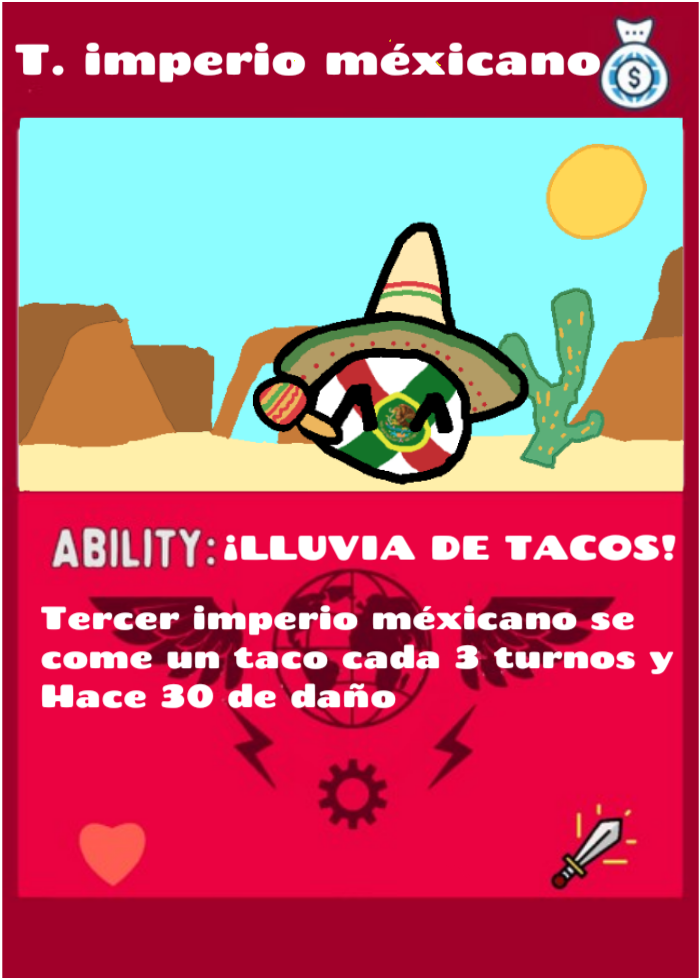 T. imperio méxicano
$
ABILITY: ¡LLUVIA DE TACOS!
Tercer imperio méxicano se
come un taco cada 3 turnos y
Hace 30 de daño